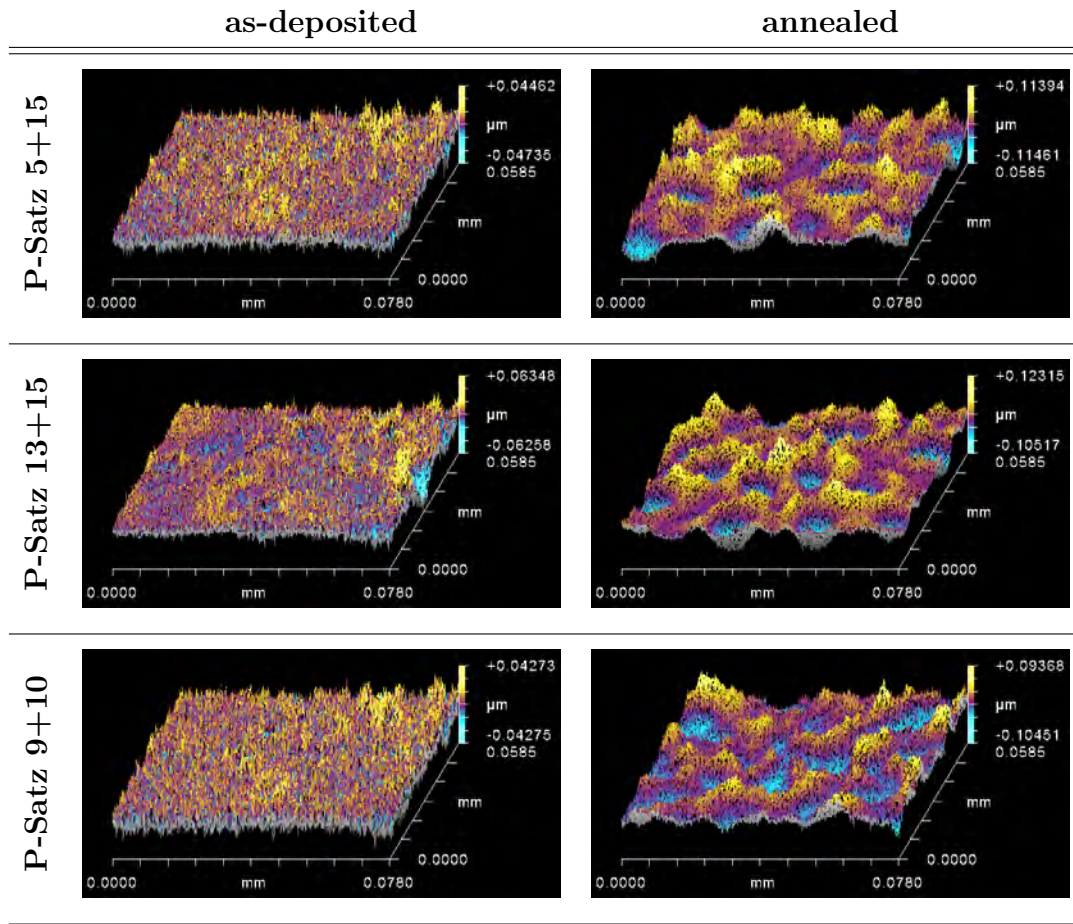 as-deposited annealed
P-Satz 5+15
+0.04462
µm
-0.04735
0.0585
mm
0.0000
0.0000 mm 0.0780
+0.11394
µm
-0.11461
0.0585
mm
0.0000
0.0000 mm 0.0780
P-Satz 13+15
+0.06348
µm
-0.06258
0.0585
mm
0.0000
0.0000 mm 0.0780
+0.12315
µm
-0.10517
0.0585
mm
0.0000
0.0000 mm 0.0780
P-Satz 9+10
+0.04273
µm
-0.04275
0.0585
mm
0.0000
0.0000 mm 0.0780
+0.09368
µm
-0.10451
0.0585
mm
0.0000
0.0000 mm 0.0780